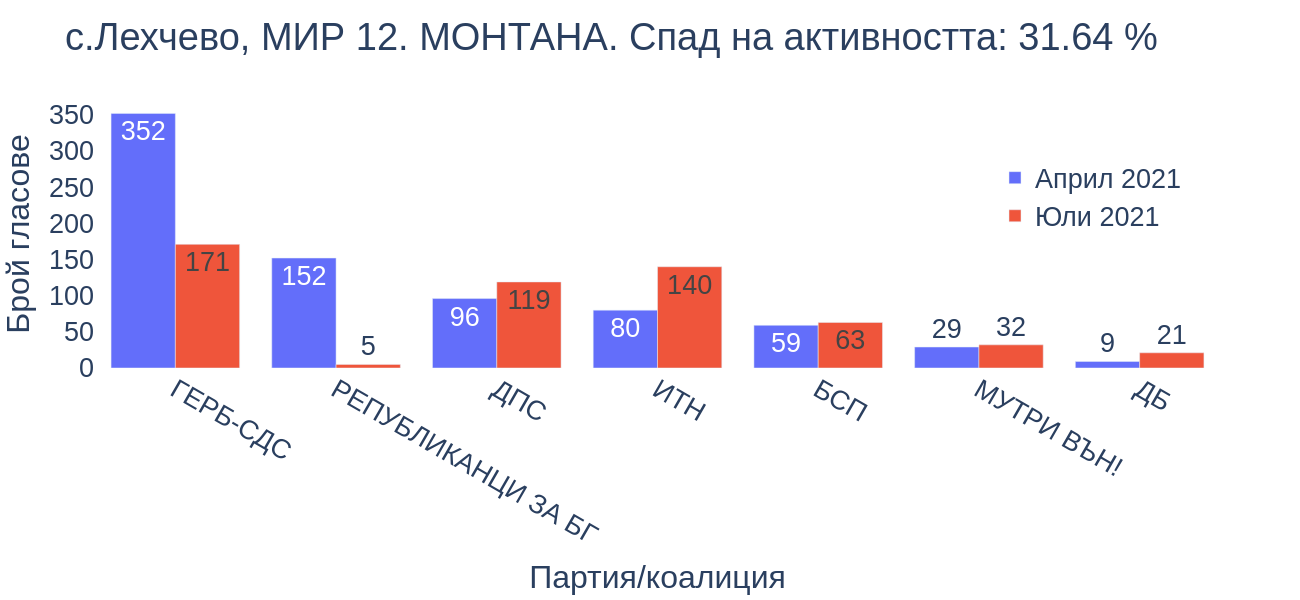 с.Лехчево, МИР 12. МОНТАНА. Спад на активността: 31.64 %
Брой гласове
350
300
250
200
150
100
50
0
352
171
152
5
96
119
80
140
59
63
29
32
9
21
Април 2021
Юли 2021
ГЕРБ-СДС
РЕПУБЛИКАНЦИ ЗА БГ
ДПС
ИТН
БСП
МУТРИ ВЪН!
ДБ
Партия/коалиция